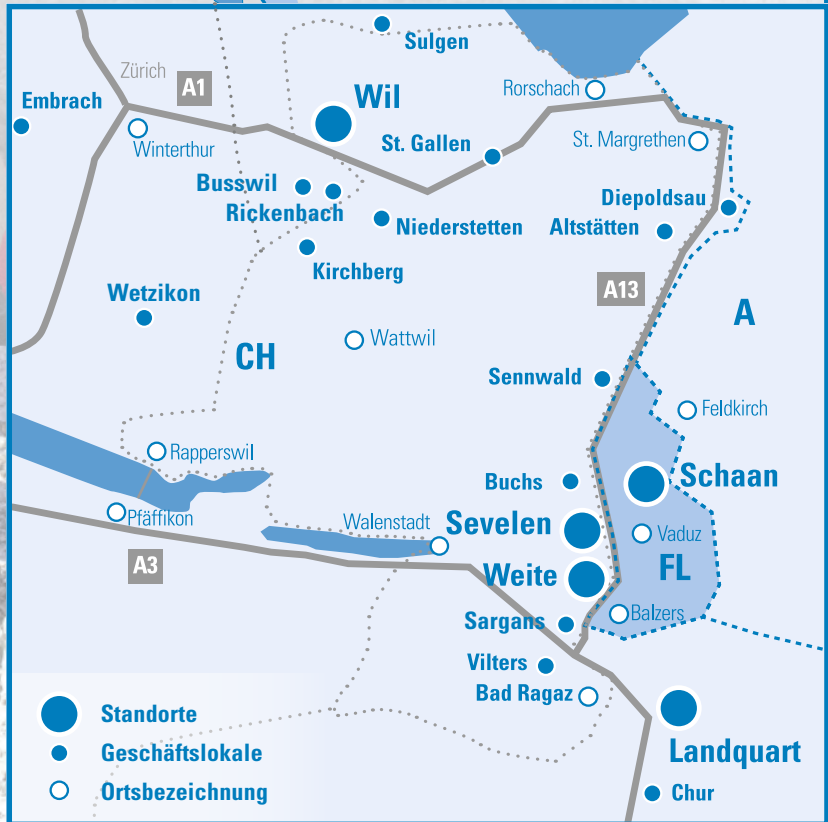 Sulgen
Zürich
A1
Embrach
Wil
Rorschach
Winterthur
St. Gallen
St. Margrethen
Busswil
Rickenbach
Diepoldsau
Niederstetten
Altstätten
Kirchberg
Wetzikon
A13
A
CH
Wattwil
Sennwald
Feldkirch
Rapperswil
Buchs
Schaan
Pfäffikon
Walenstadt
Sevelen
Vaduz
A3
Weite
FL
Balzers
Sargans
Vilters
Bad Ragaz
Standorte
Landquart
Geschäftslokale
Ortsbezeichnung
Chur